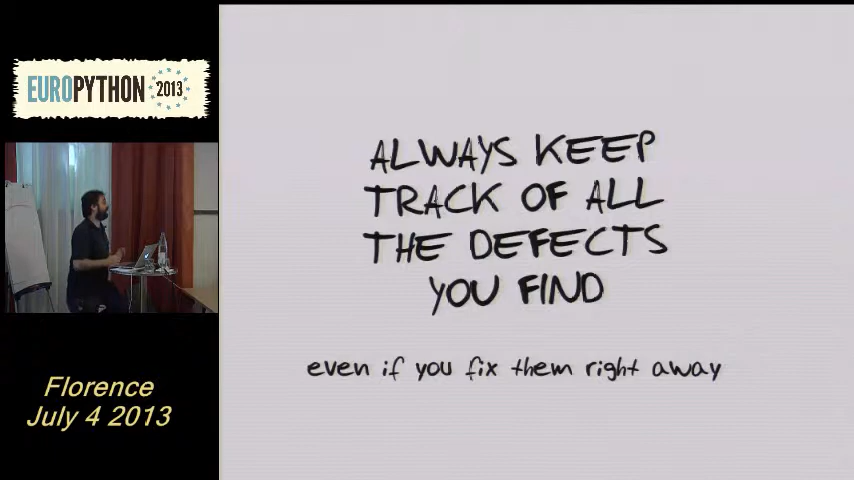 EUROPYTHON 2013
Florence
July 4 2013
ALWAYS KEEP
TRACK OF ALL
THE DEFECTS
YOU FIND
even if you fix them right away